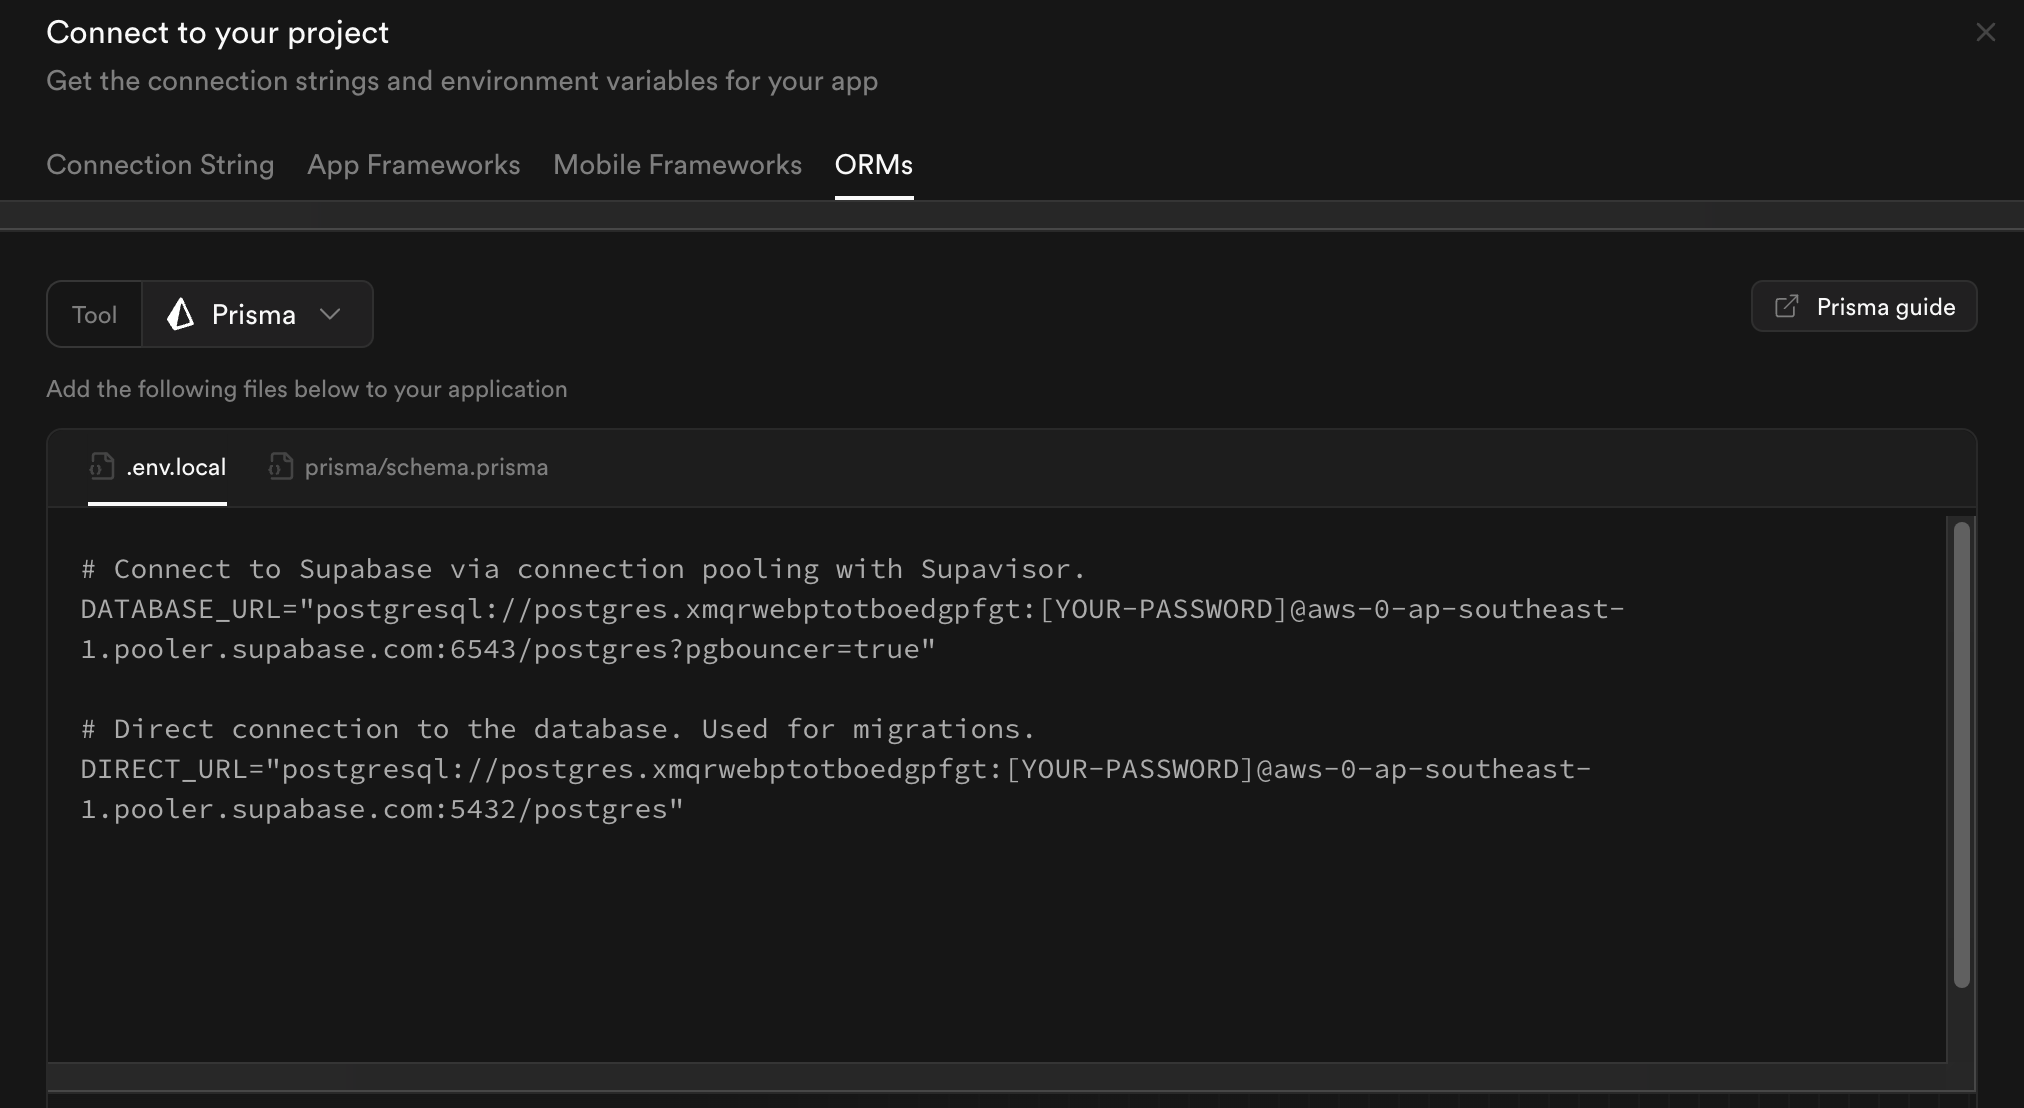 Connect to your project
Get the connection strings and environment variables for your app
Connection String
App Frameworks
Mobile Frameworks
ORMs
Tool
Prisma
Prisma guide
Add the following files below to your application
.env.local
prisma/schema.prisma
# Connect to Supabase via connection pooling with Supavisor.
DATABASE_URL="postgresql://postgres.xmqrwebptotboedgpfgt:[YOUR-PASSWORD]@aws-0-ap-southeast-
1.pooler.supabase.com:6543/postgres?pgbouncer=true"
# Direct connection to the database. Used for migrations.
DIRECT_URL="postgresql://postgres.xmqrwebptotboedgpfgt:[YOUR-PASSWORD]@aws-0-ap-southeast-
1.pooler.supabase.com:5432/postgres"